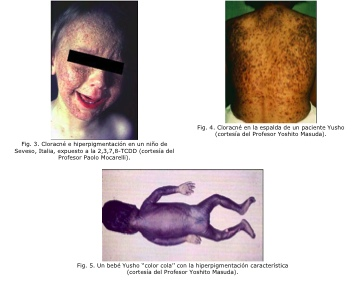 Fig. 3. Cloracné e hiperpigmentación en un niño de
Seveso, Italia, expuesto a la 2,3,7,8-TCDD (cortesía del
Profesor Paolo Mocarelli).
Fig. 4. Cloracné en la espalda de un paciente Yusho
(cortesía del Profesor Yoshito Masuda).
Fig. 5. Un bebé Yusho "color cola" con la hiperpigmentación característica
(cortesía del Profesor Yoshito Masuda).